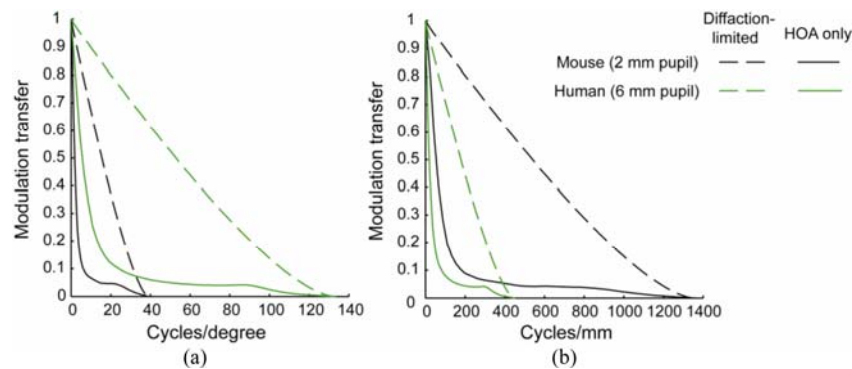 Diffraction-
limited
HOA only
Mouse (2 mm pupil)
Human (6 mm pupil)
Modulation transfer
1
0.9
0.8
0.7
0.6
0.5
0.4
0.3
0.2
0.1
0
0 20 40 60 80 100 120 140
Cycles/degree
(a)
Modulation transfer
1
0.9
0.8
0.7
0.6
0.5
0.4
0.3
0.2
0.1
0
0 200 400 600 800 1000 1200 1400
Cycles/mm
(b)